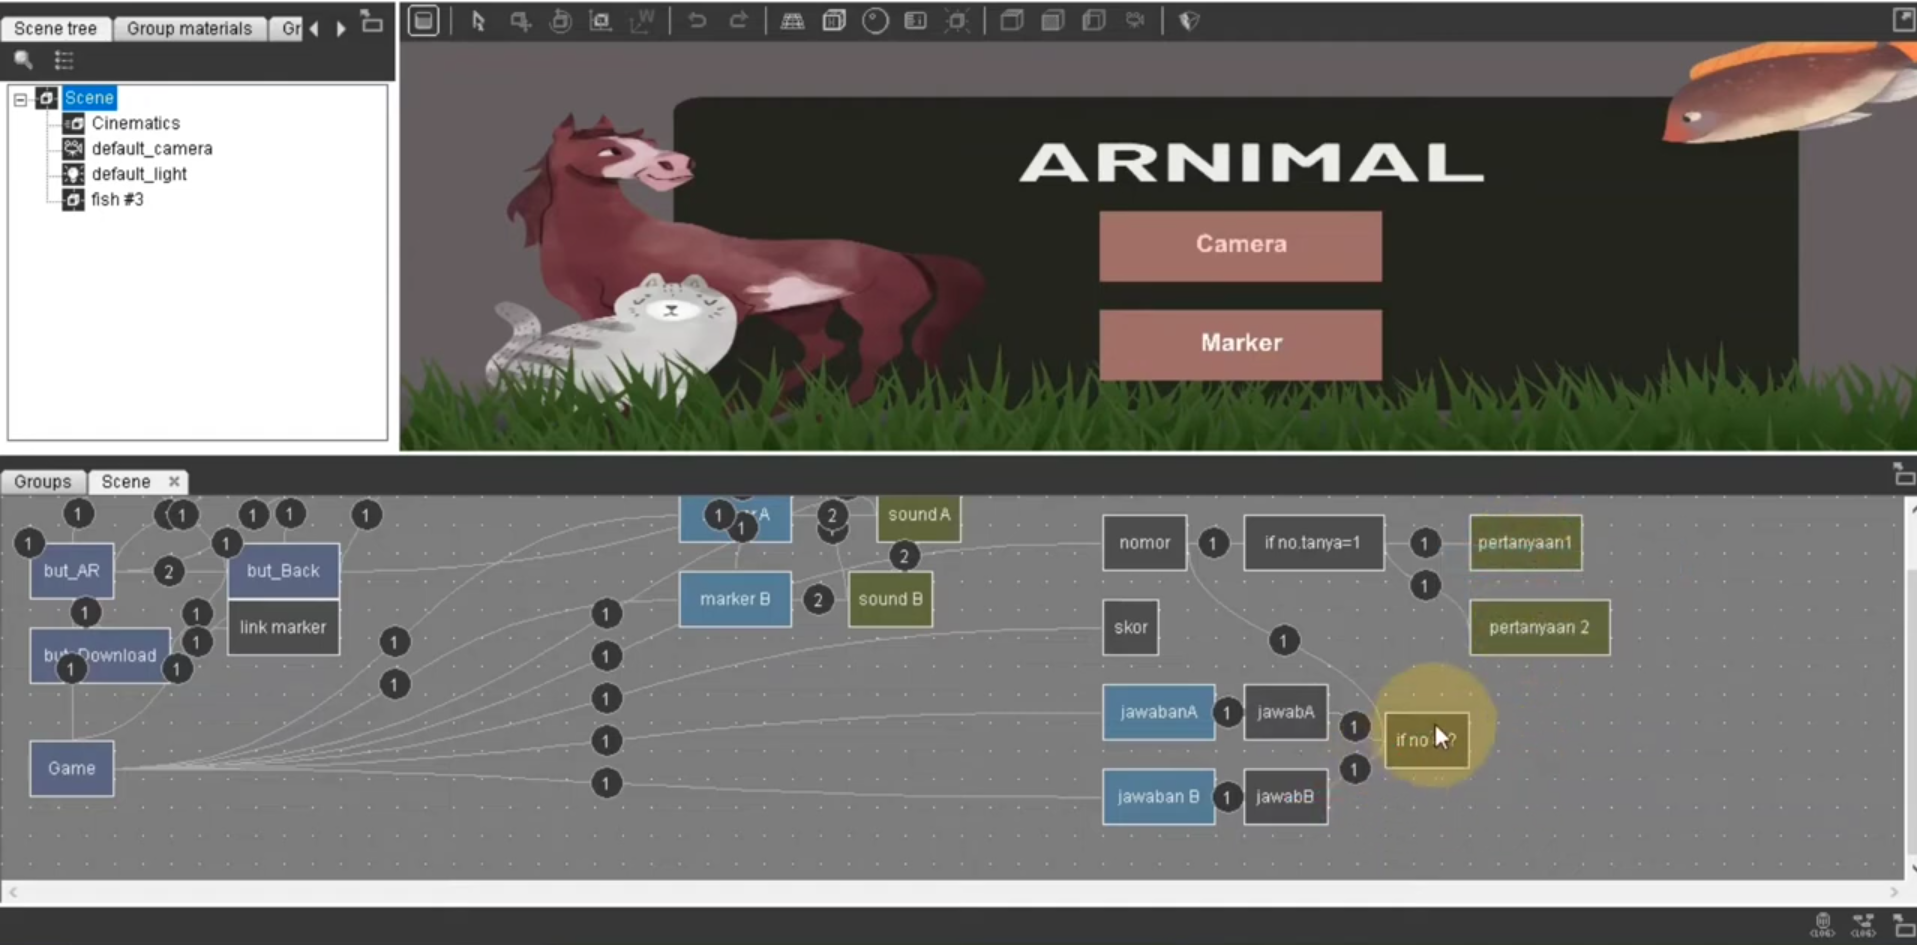 Scene tree
Group materials
Gr
Scene
Cinematics
default_camera
default_light
fish #3
ARNIMAL
Camera
Marker
Groups
Scene
1
1
1
1
1
1
but_AR
2
1
but_Back
1
1
link marker
but_Download
1
1
1
Game
1
1
1
1
1
1
1
1
1
2
sound A
2
marker B
2
sound B
nomor
1
if no.tanya=1
1
pertanyaan1
1
skor
1
pertanyaan 2
jawabanA
1
jawabA
1
if no
?
1
jawaban B
1
jawabB
<LOG>
<LOG>